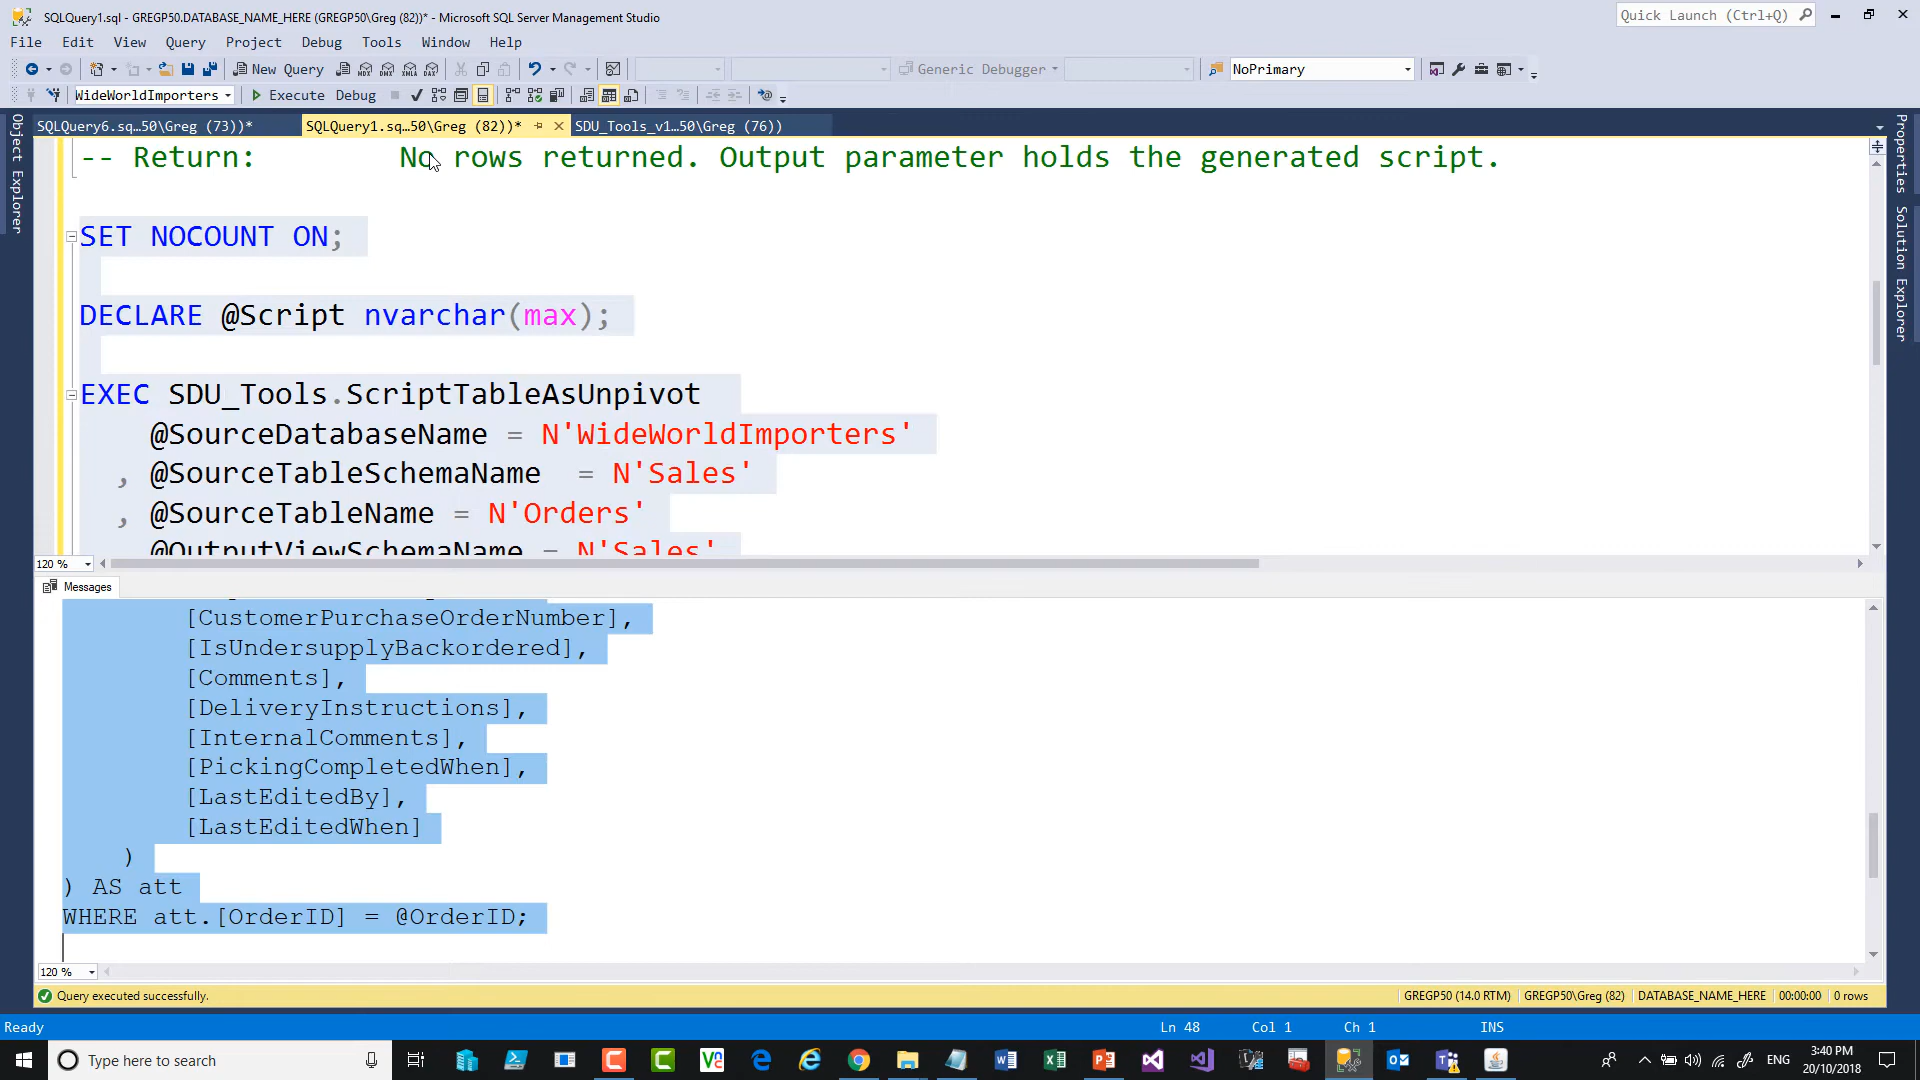 SQLQuery1.sql - GREGP50.DATABASE_NAME_HERE (GREGP50\Greg (82))* - Microsoft SQL Server Management Studio
Quick Launch (Ctrl+Q)
File Edit View Query Project Debug Tools Window Help
New Query MDX DMX XMLA DAX Generic Debugger NoPrimary
WideWorldImporters Execute Debug
SQLQuery6.sq...50\Greg (73))* SQLQuery1.sq...50\Greg (82))* SDU_Tools_v1...50\Greg (76))
Object Explorer
Properties
Solution Explorer
-- Return: No rows returned. Output parameter holds the generated script.
SET NOCOUNT ON;
DECLARE @Script nvarchar(max);
EXEC SDU_Tools.ScriptTableAsUnpivot
@SourceDatabaseName = N'WideWorldImporters'
, @SourceTableSchemaName = N'Sales'
, @SourceTableName = N'Orders'
@OutputViewSchemaName = N'Sales'
120 %
Messages
[CustomerPurchaseOrderNumber],
[IsUndersupplyBackordered],
[Comments],
[DeliveryInstructions],
[InternalComments],
[PickingCompletedWhen],
[LastEditedBy],
[LastEditedWhen]
)
) AS att
WHERE att.[OrderID] = @OrderID;
120 %
Query executed successfully. GREGP50 (14.0 RTM) GREGP50\Greg (82) DATABASE_NAME_HERE 00:00:00 0 rows
Ready Ln 48 Col 1 Ch 1 INS
Type here to search
ENG 3:40 PM
20/10/2018